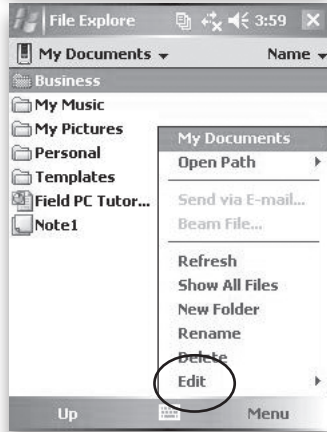 File Explore 3:59
My Documents Name
Business
My Music
My Pictures
Personal
Templates
Field PC Tutor...
Note1
My Documents
Open Path
Send via E-mail...
Beam File...
Refresh
Show All Files
New Folder
Rename
Delete
Edit
Up Menu